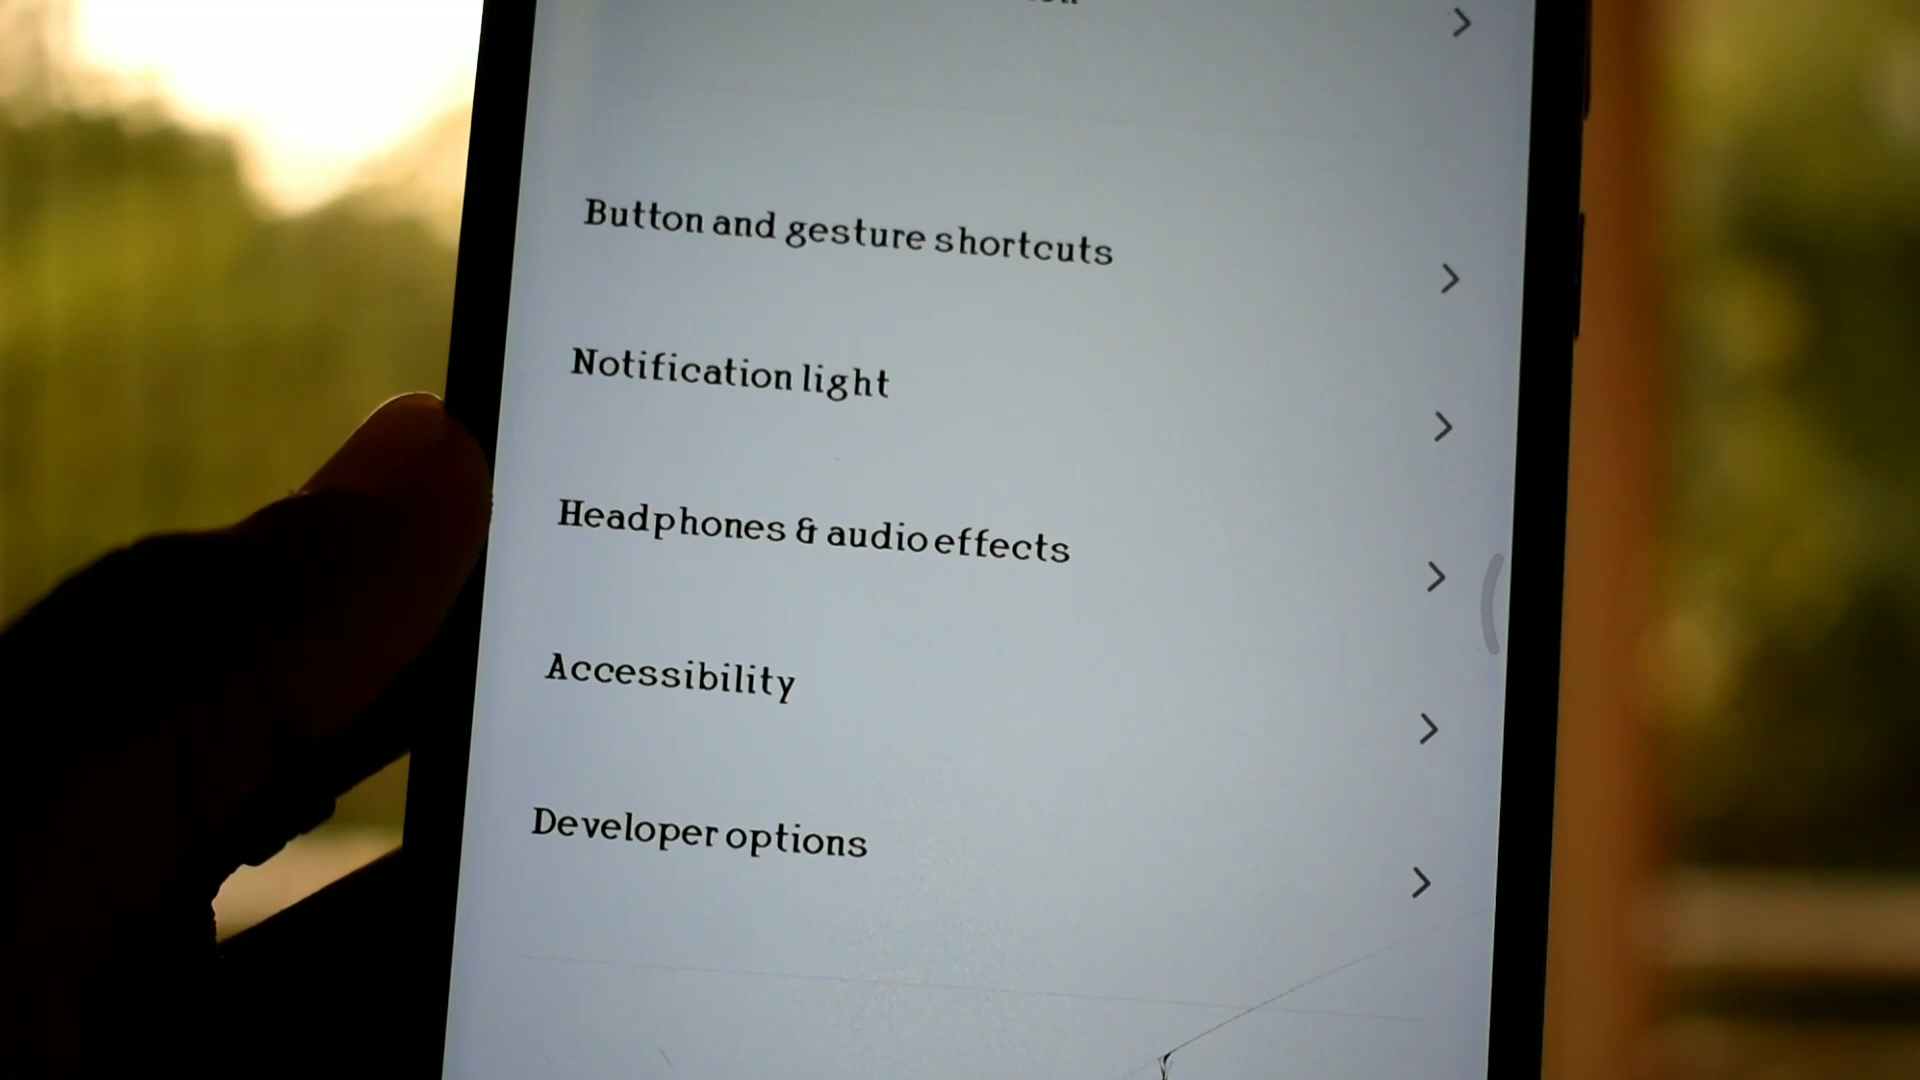 Button and gesture shortcuts
Notification light
Headphones & audio effects
Accessibility
Developer options